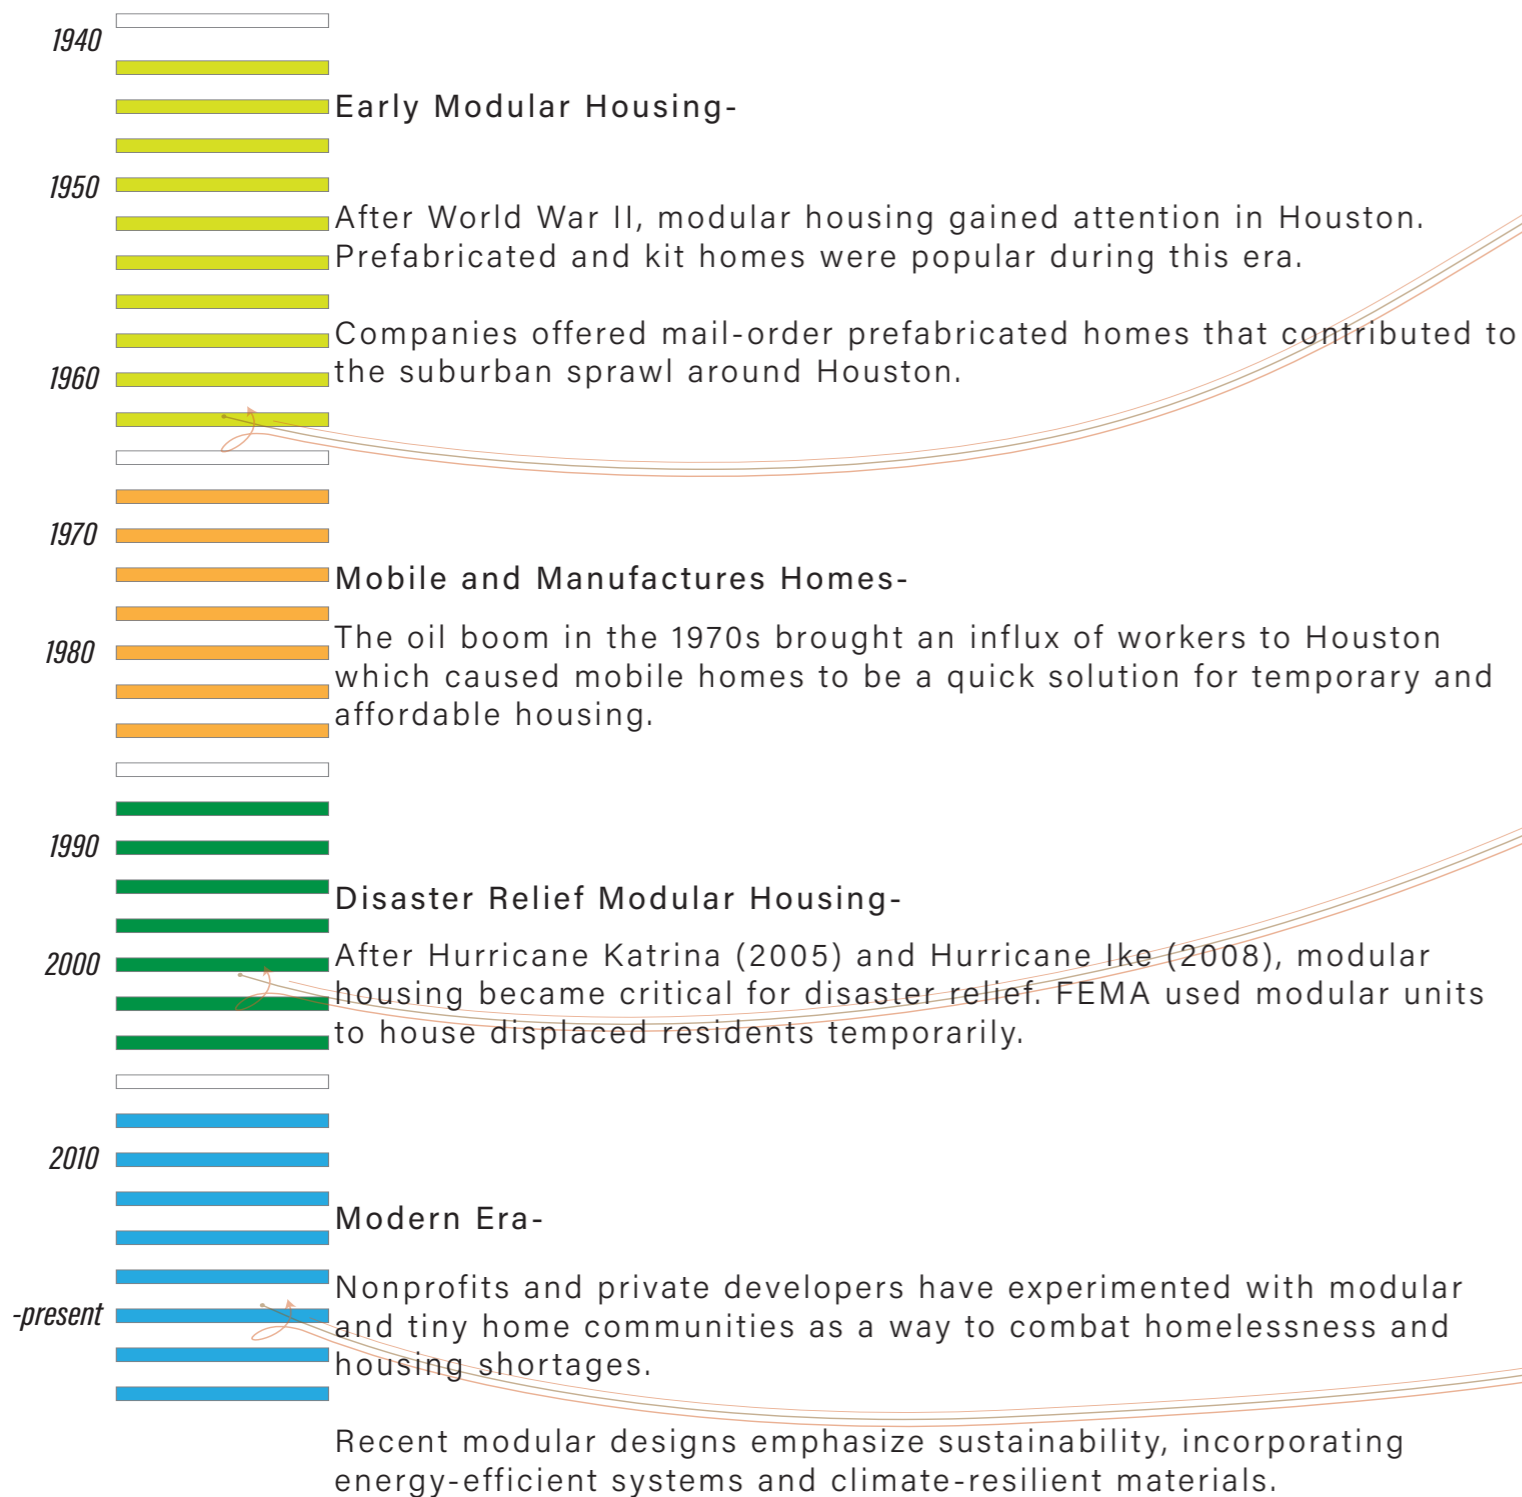 1940
Early Modular Housing-
1950
After World War II, modular housing gained attention in Houston.
Prefabricated and kit homes were popular during this era.
Companies offered mail-order prefabricated homes that contributed to
1960
the suburban sprawl around Houston.
1970
Mobile and Manufactures Homes-
The oil boom in the 1970s brought an influx of workers to Houston
1980
which caused mobile homes to be a quick solution for temporary and
affordable housing.
1990
Disaster Relief Modular Housing-
After Hurricane Katrina (2005) and Hurricane Ike (2008), modular
2000
housing became critical for disaster relief. FEMA used modular units
to house displaced residents temporarily.
2010
Modern Era-
Nonprofits and private developers have experimented with modular
-present
and tiny home communities as a way to combat homelessness and
housing shortages.
Recent modular designs emphasize sustainability, incorporating
energy-efficient systems and climate-resilient materials.